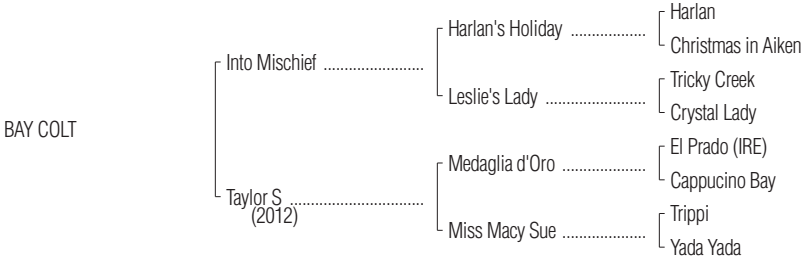 Harlan
Harlan's Holiday ....................
Christmas in Aiken
Into Mischief ..........................
Tricky Creek
Leslie's Lady ..........................
Crystal Lady
BAY COLT
El Prado (IRE)
Medaglia d'Oro ......................
Cappucino Bay
Taylor S ...................................
(2012)
Trippi
Miss Macy Sue ......................
Yada Yada